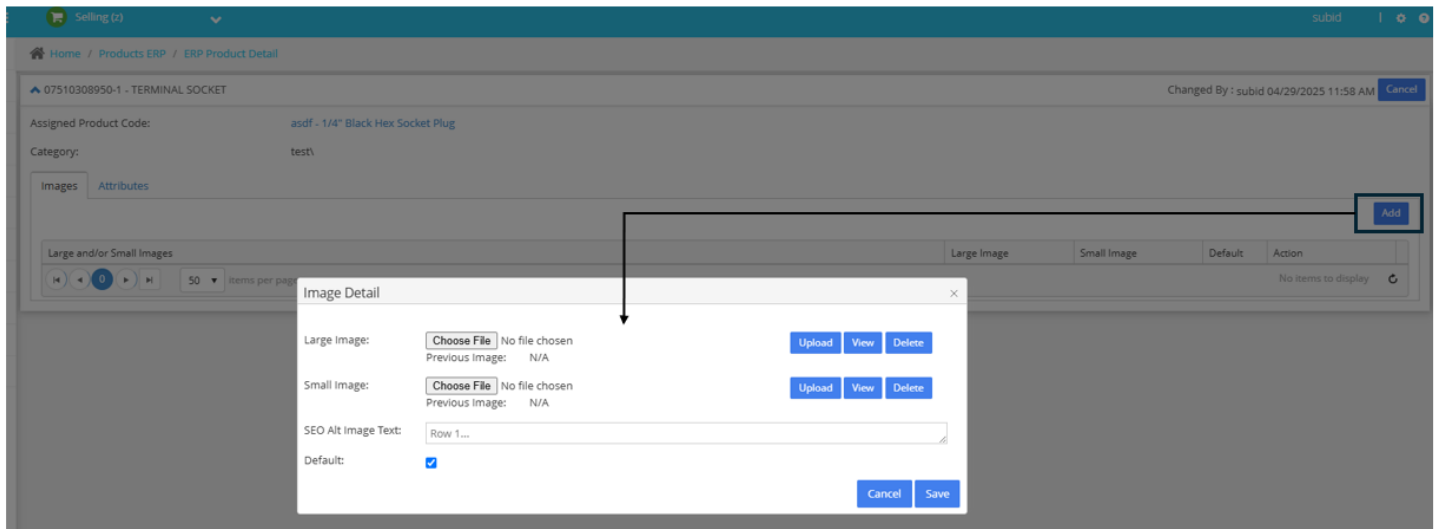 Selling (z)
subid
Home / Products ERP / ERP Product Detail
07510308950-1 - TERMINAL SOCKET
Changed By : subid 04/29/2025 11:58 AM Cancel
Assigned Product Code: asdf - 1/4" Black Hex Socket Plug
Category: test\
Images Attributes
Add
Large and/or Small Images Large Image Small Image Default Action
0 50 items per page No items to display
Image Detail
Large Image: Choose File No file chosen Upload View Delete
Previous Image: N/A
Small Image: Choose File No file chosen Upload View Delete
Previous Image: N/A
SEO Alt Image Text: Row 1...
Default:
Cancel Save